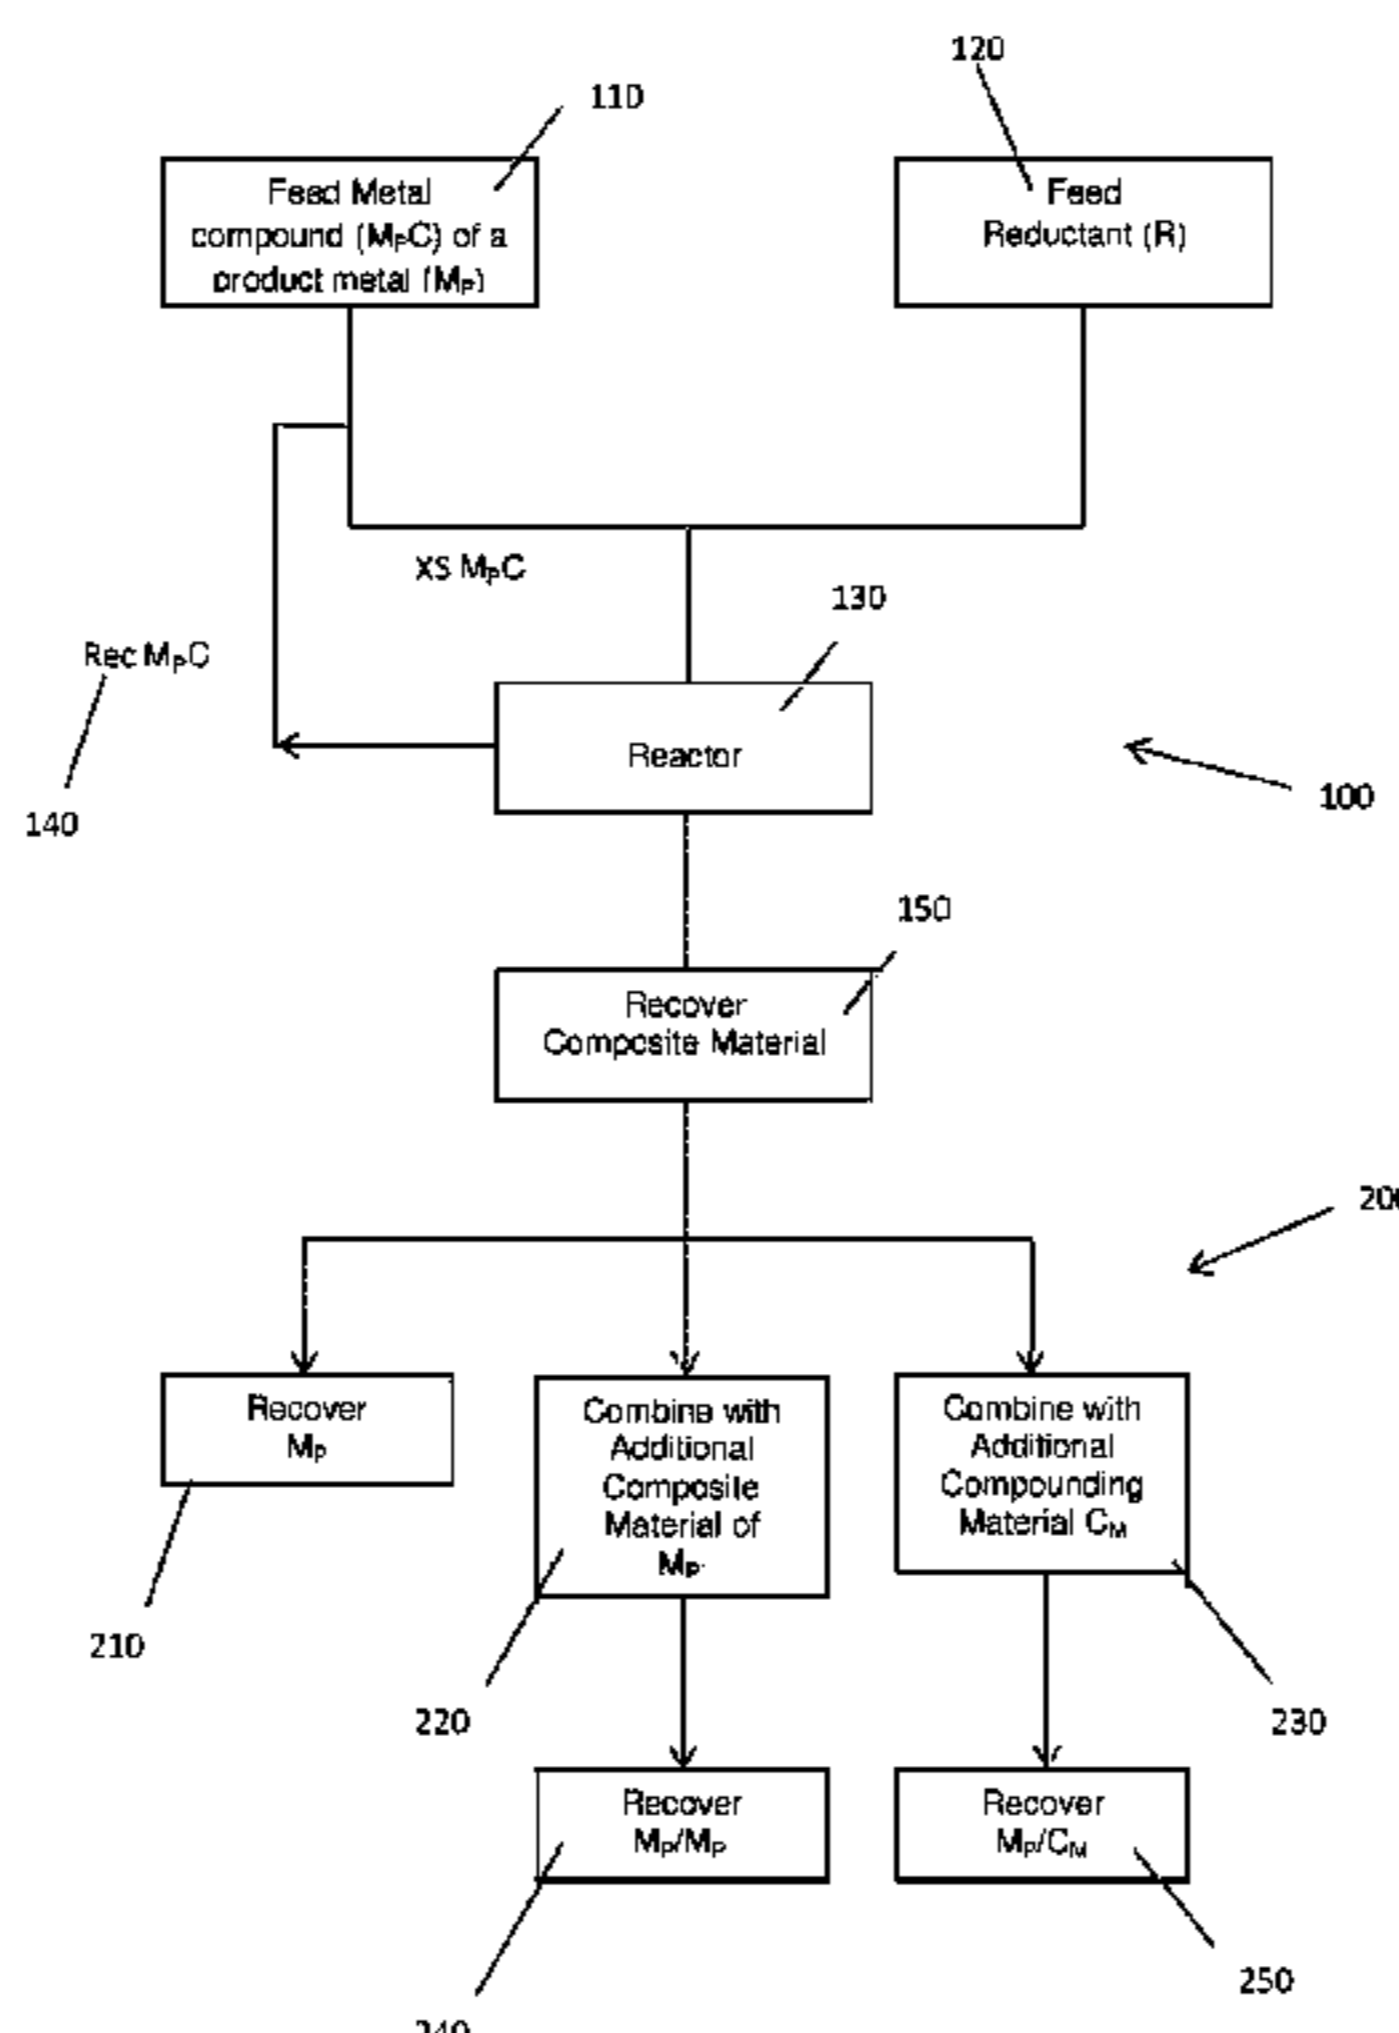 120
110
Feed Metal
compound (MPC) of a
product metal (MP)
Feed
Reductant (R)
XS MPC
130
Rec MPC
Reactor
100
140
150
Recover
Composite Material
200
Recover
MP
Combine with
Additional
Composite
Material of
MP
Combine with
Additional
Compounding
Material CM
210
220
230
Recover
MP/MP
Recover
MP/CM
250
240